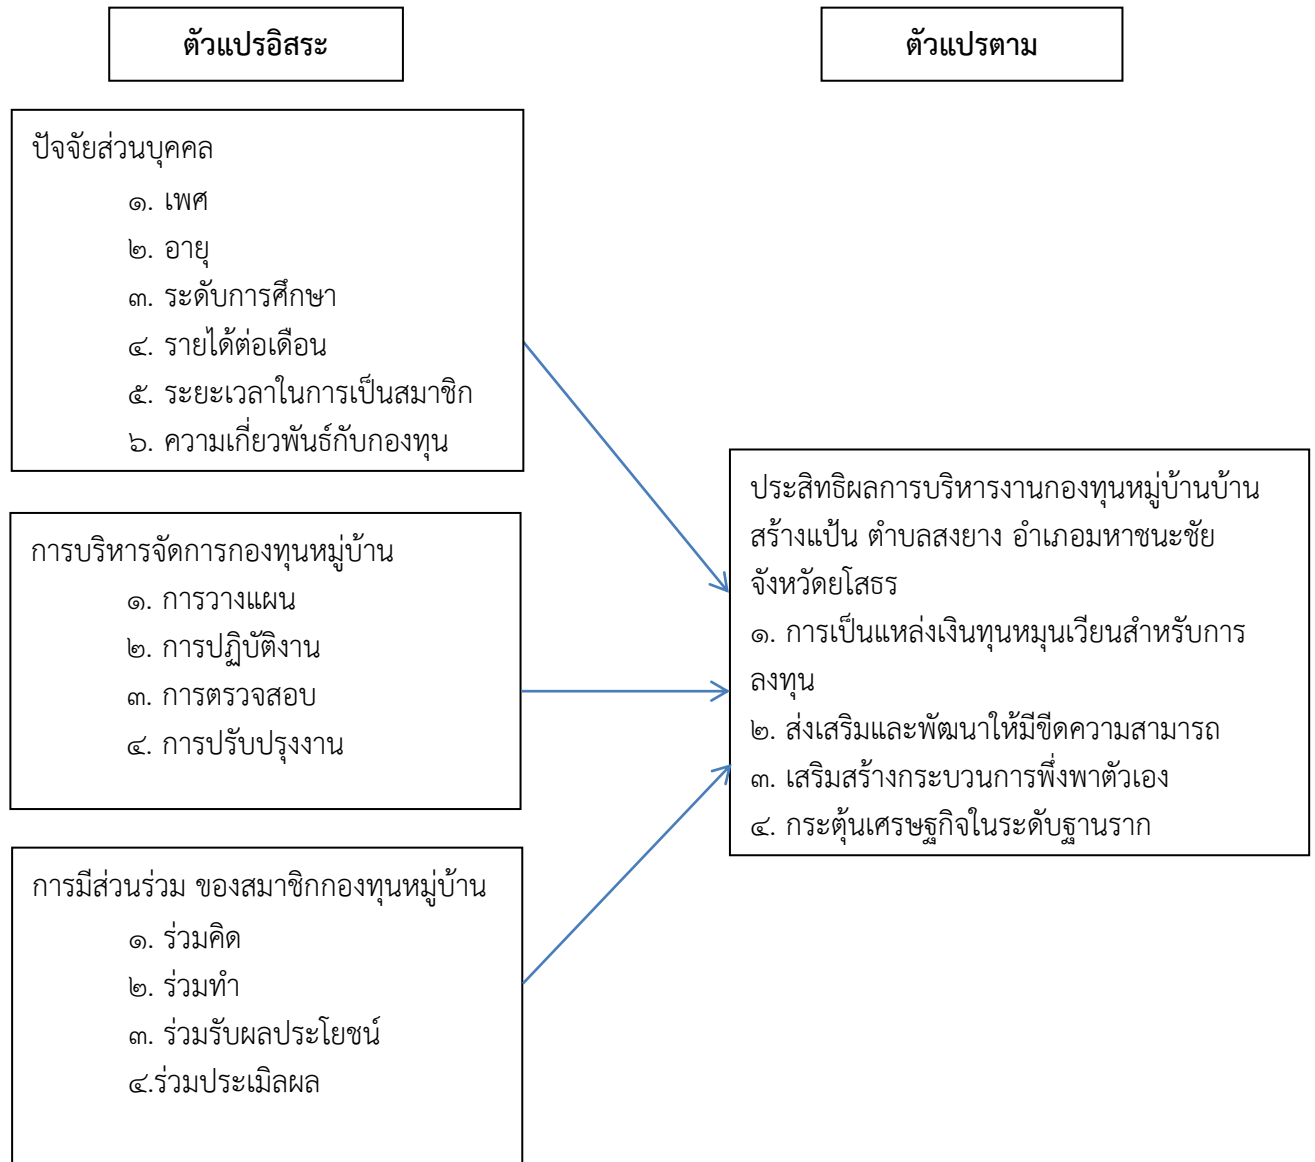 ตัวแปรอิสระ
ตัวแปรตาม
ปัจจัยส่วนบุคคล
๑. เพศ
๒. อายุ
๓. ระดับการศึกษา
๔. รายได้ต่อเดือน
๕. ระยะเวลาในการเป็นสมาชิก
๖. ความเกี่ยวพันธ์กับกองทุน
การบริหารจัดการกองทุนหมู่บ้าน
๑. การวางแผน
๒. การปฏิบัติงาน
๓. การตรวจสอบ
๔. การปรับปรุงงาน
การมีส่วนร่วม ของสมาชิกกองทุนหมู่บ้าน
๑. ร่วมคิด
๒. ร่วมทำ
๓. ร่วมรับผลประโยชน์
๔.ร่วมประเมิลผล
ประสิทธิผลการบริหารงานกองทุนหมู่บ้านบ้าน
สร้างแป้น ตำบลสงยาง อำเภอมหาชนะชัย
จังหวัดยโสธร
๑. การเป็นแหล่งเงินทุนหมุนเวียนสำหรับการ
ลงทุน
๒. ส่งเสริมและพัฒนาให้มีขีดความสามารถ
๓. เสริมสร้างกระบวนการพึ่งพาตัวเอง
๔. กระตุ้นเศรษฐกิจในระดับฐานราก